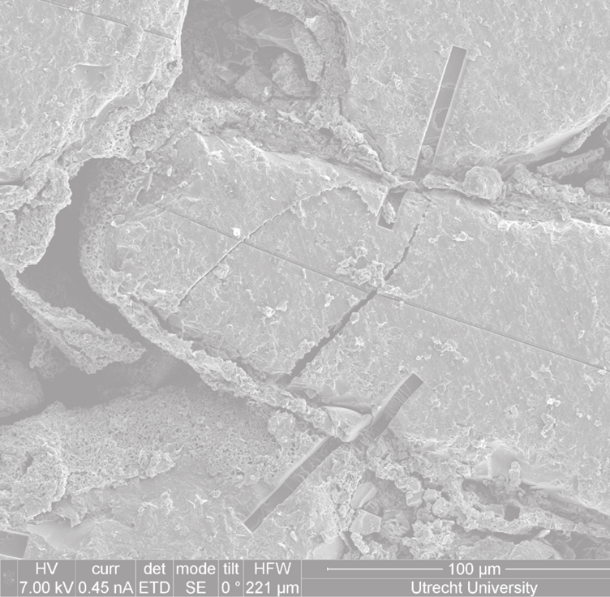 HV curr det mode tilt HFW 100 µm
7.00 kV 0.45 nA ETD SE 0 ° 221 µm Utrecht University